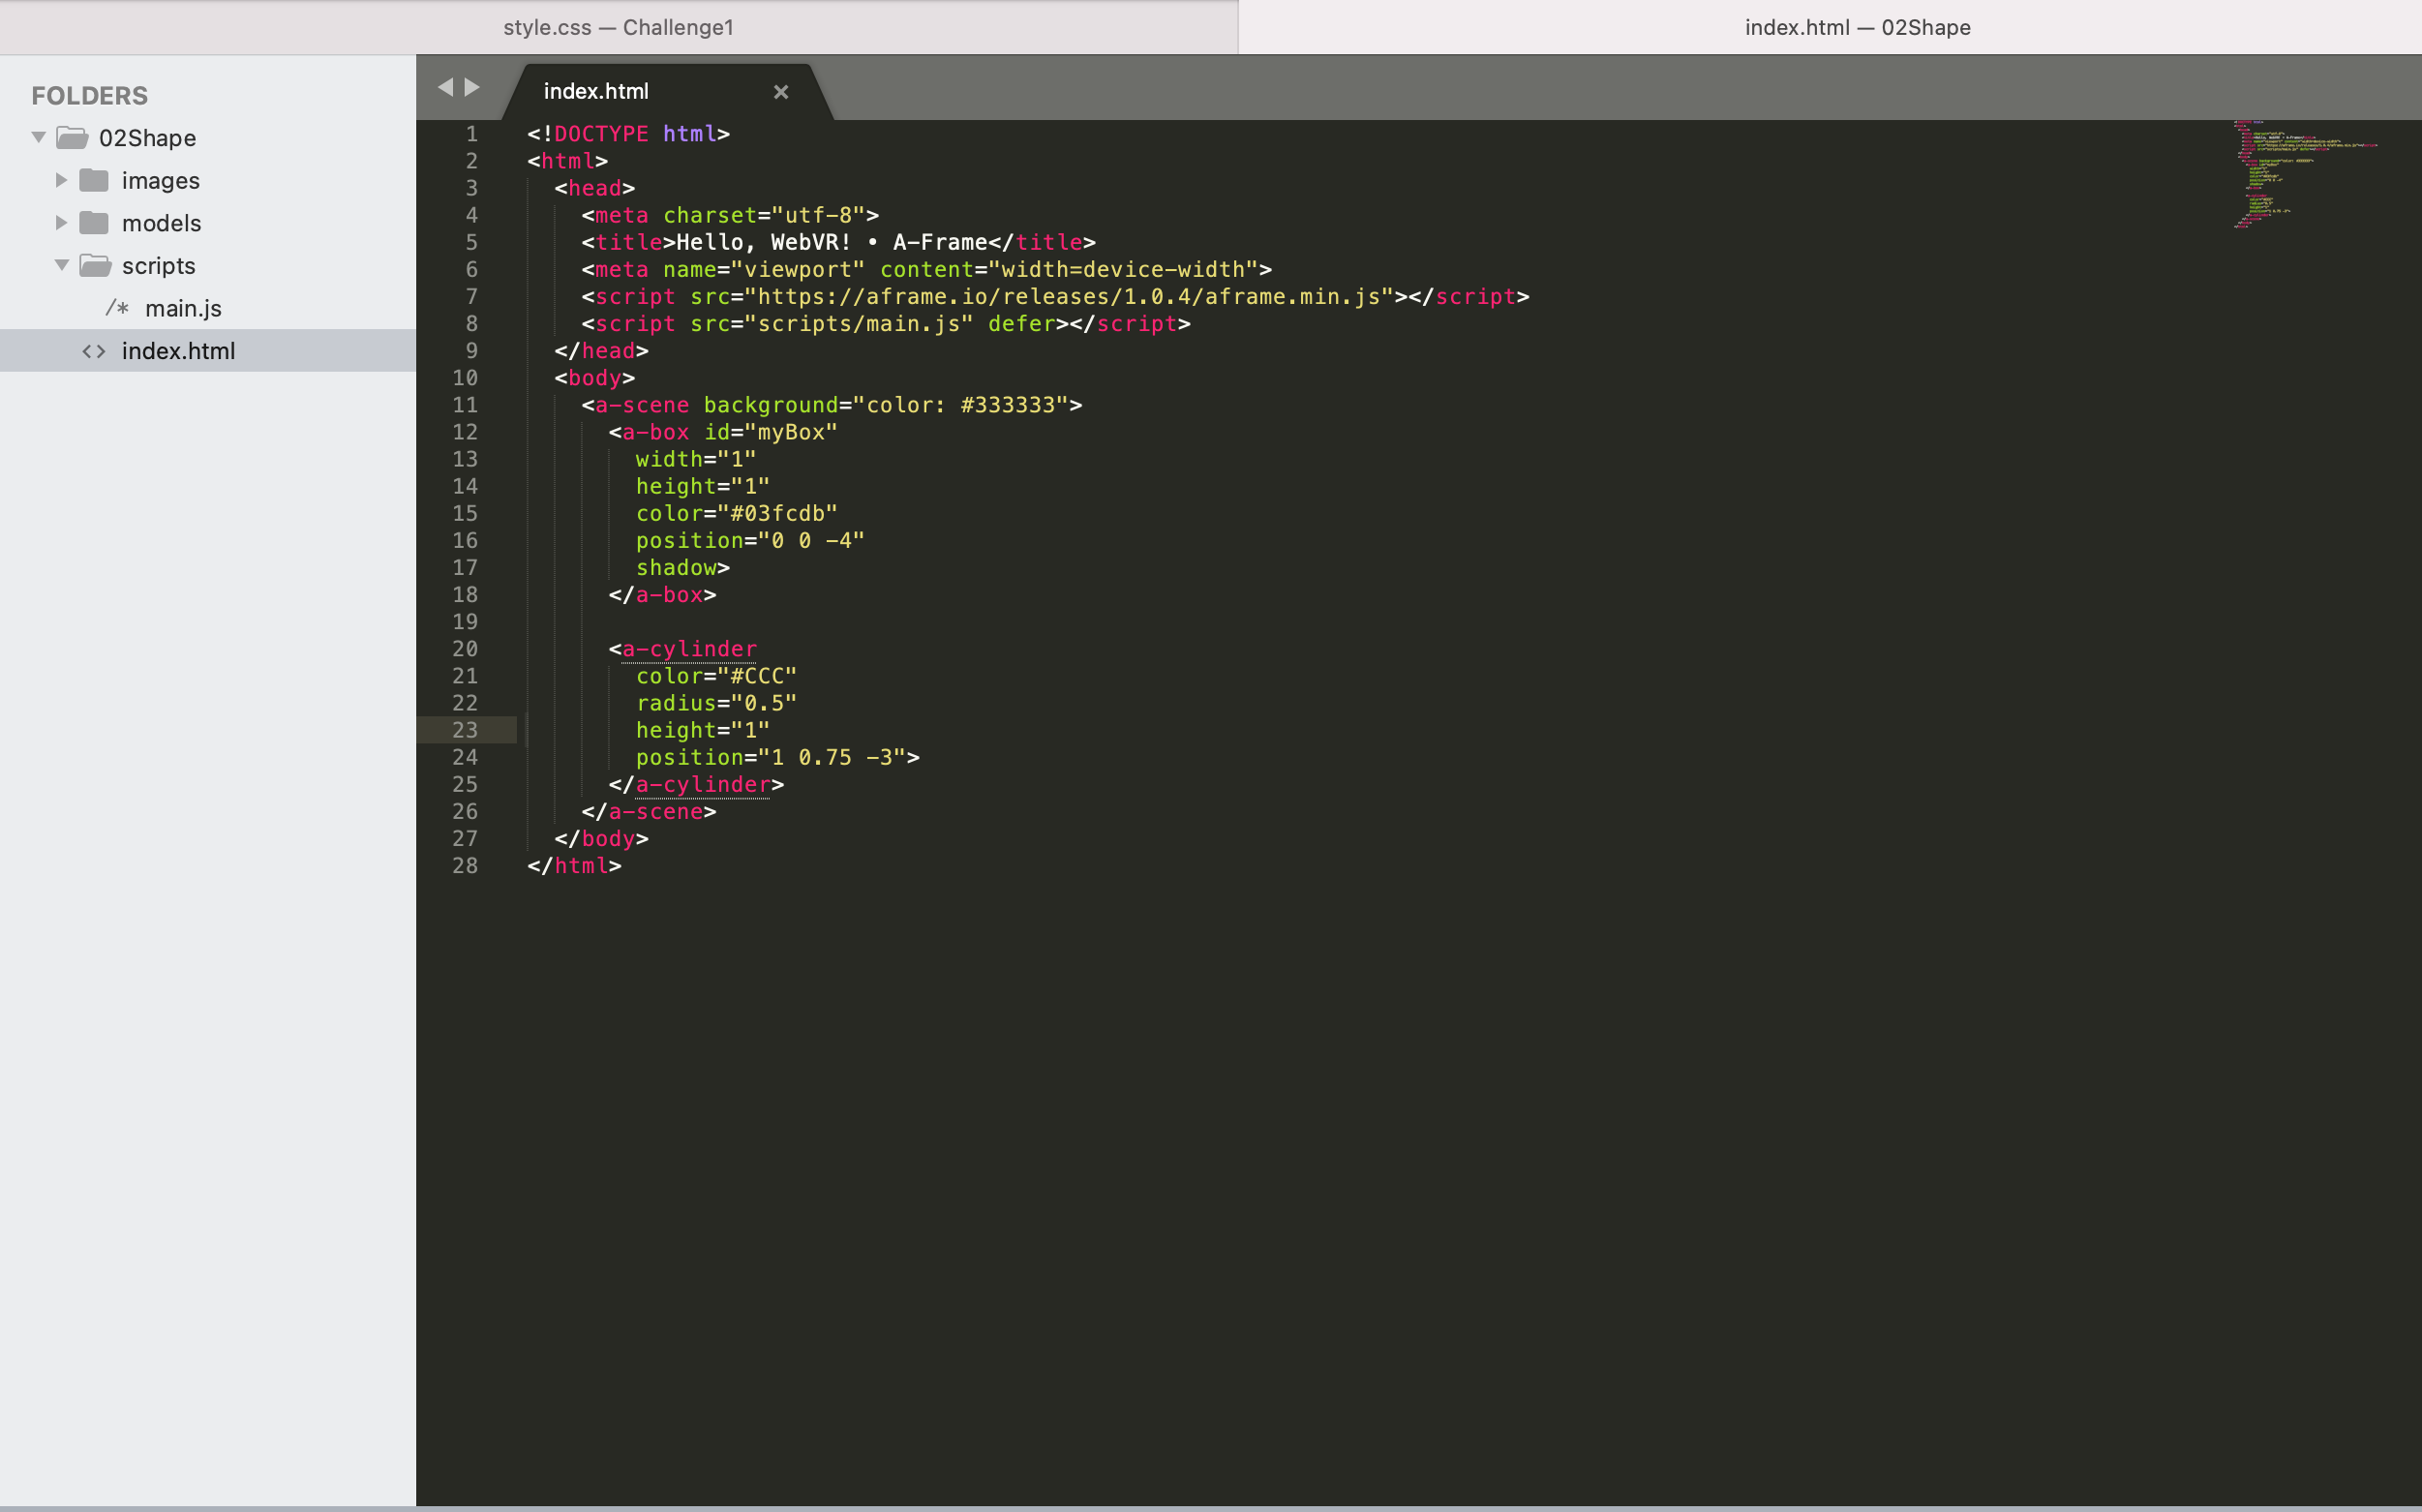 style.css — Challenge1
index.html — 02Shape
FOLDERS
02Shape
images
models
scripts
/* main.js
<> index.html
index.html ×
1 <!DOCTYPE html>
2 <html>
3   <head>
4     <meta charset="utf-8">
5     <title>Hello, WebVR! • A-Frame</title>
6     <meta name="viewport" content="width=device-width">
7     <script src="https://aframe.io/releases/1.0.4/aframe.min.js"></script>
8     <script src="scripts/main.js" defer></script>
9   </head>
10   <body>
11     <a-scene background="color: #333333">
12       <a-box id="myBox"
13         width="1"
14         height="1"
15         color="#03fcdb"
16         position="0 0 -4"
17         shadow>
18       </a-box>
19
20       <a-cylinder
21         color="#CCC"
22         radius="0.5"
23         height="1"
24         position="1 0.75 -3">
25       </a-cylinder>
26     </a-scene>
27   </body>
28 </html>